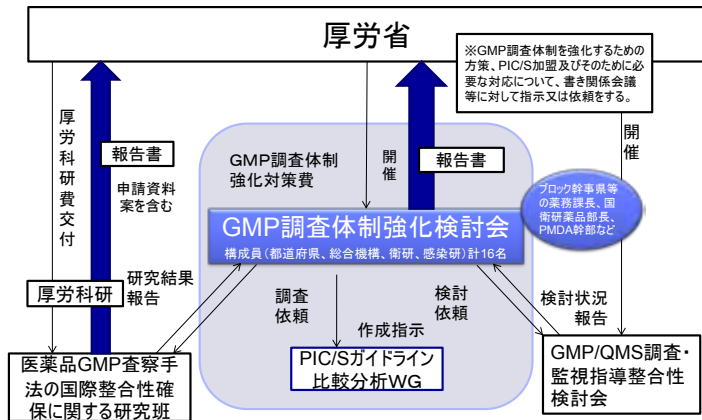 厚労省
※GMP調査体制を強化するための
方策、PIC/S加盟及びそのために必
要な対応について、書き関係会議
等に対して指示又は依頼をする。
厚労科研費交付
報告書
申請資料
案を含む
GMP調査体制
強化対策費
開催
報告書
開催
ブロック幹事県等
の薬務課長、国
衛研薬品部長、
PMDA幹部など
GMP調査体制強化検討会
構成員(都道府県、総合機構、衛研、感染研)計16名
厚労科研
研究結果
報告
調査
依頼
作成指示
検討
依頼
検討状況
報告
医薬品GMP査察手
法の国際整合性確
保に関する研究班
PIC/Sガイドライン
比較分析WG
GMP/QMS調査・
監視指導整合性
検討会